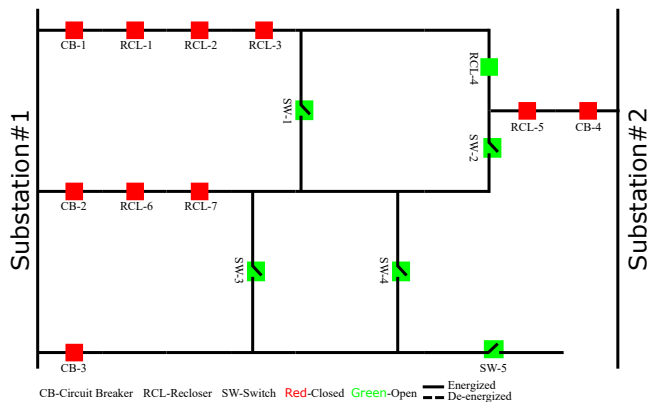 CB-1 RCL-1 RCL-2 RCL-3
RCL-4
SW-1
RCL-5 CB-4
SW-2
Substation#1
Substation#2
CB-2 RCL-6 RCL-7
SW-3
SW-4
CB-3
SW-5
CB-Circuit Breaker RCL-Recloser SW-Switch Red-Closed Green-Open Energized
De-energized